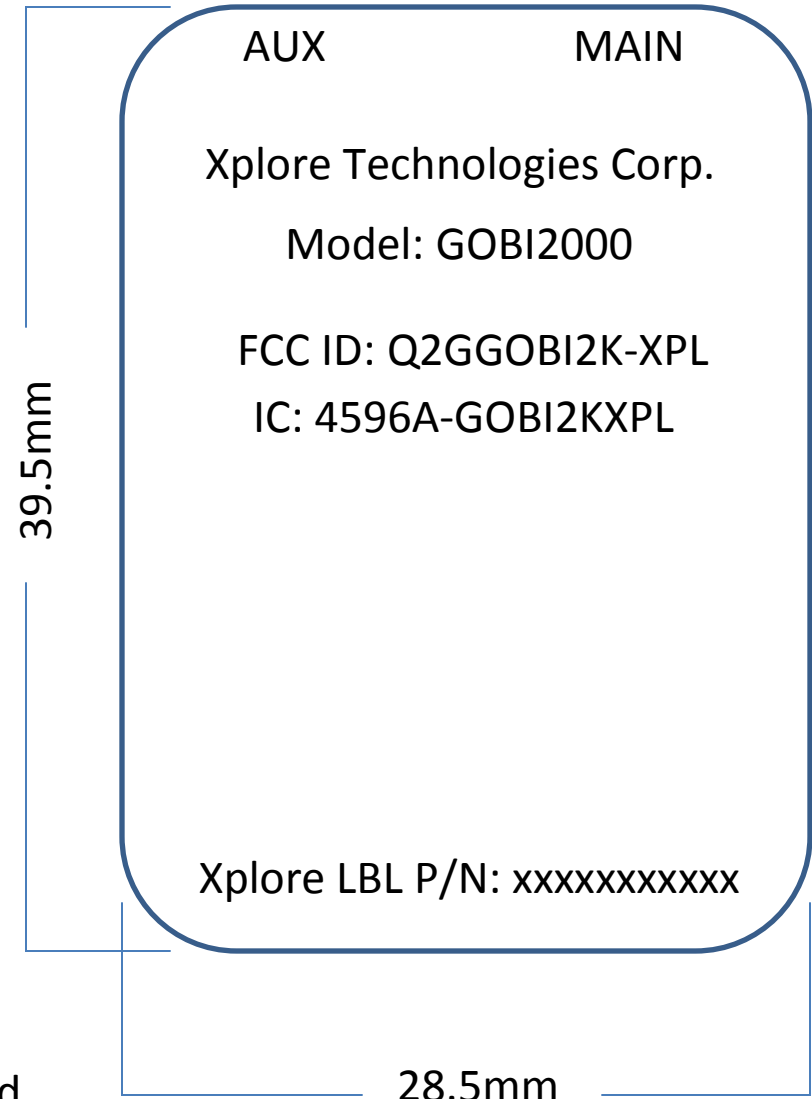 AUX MAIN
Xplore Technologies Corp.
Model: GOBI2000
FCC ID: Q2GGOBI2K-XPL
IC: 4596A-GOBI2KXPL
39.5mm
Xplore LBL P/N: xxxxxxxxxxx
28.5mm